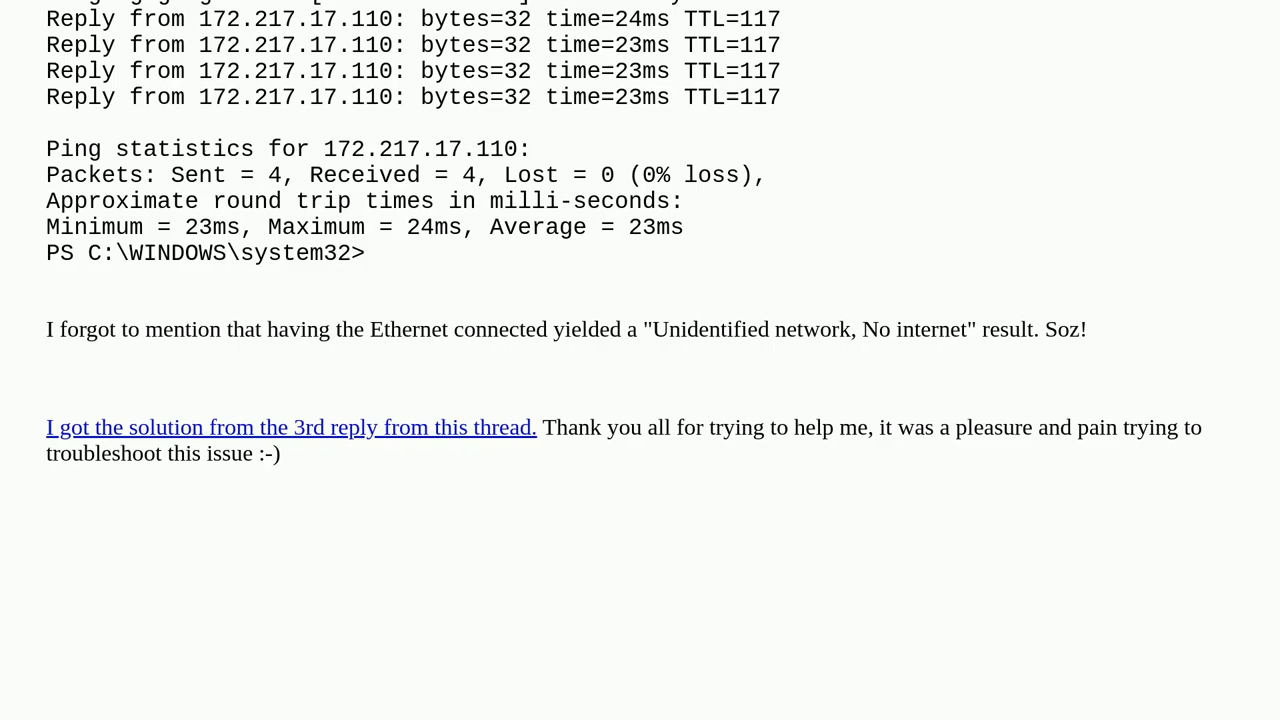 Reply from 172.217.17.110: bytes=32 time=24ms TTL=117
Reply from 172.217.17.110: bytes=32 time=23ms TTL=117
Reply from 172.217.17.110: bytes=32 time=23ms TTL=117
Reply from 172.217.17.110: bytes=32 time=23ms TTL=117
Ping statistics for 172.217.17.110:
Packets: Sent = 4, Received = 4, Lost = 0 (0% loss),
Approximate round trip times in milli-seconds:
Minimum = 23ms, Maximum = 24ms, Average = 23ms
PS C:\WINDOWS\system32>
I forgot to mention that having the Ethernet connected yielded a "Unidentified network, No internet" result. Soz!
I got the solution from the 3rd reply from this thread. Thank you all for trying to help me, it was a pleasure and pain trying to
troubleshoot this issue :-)